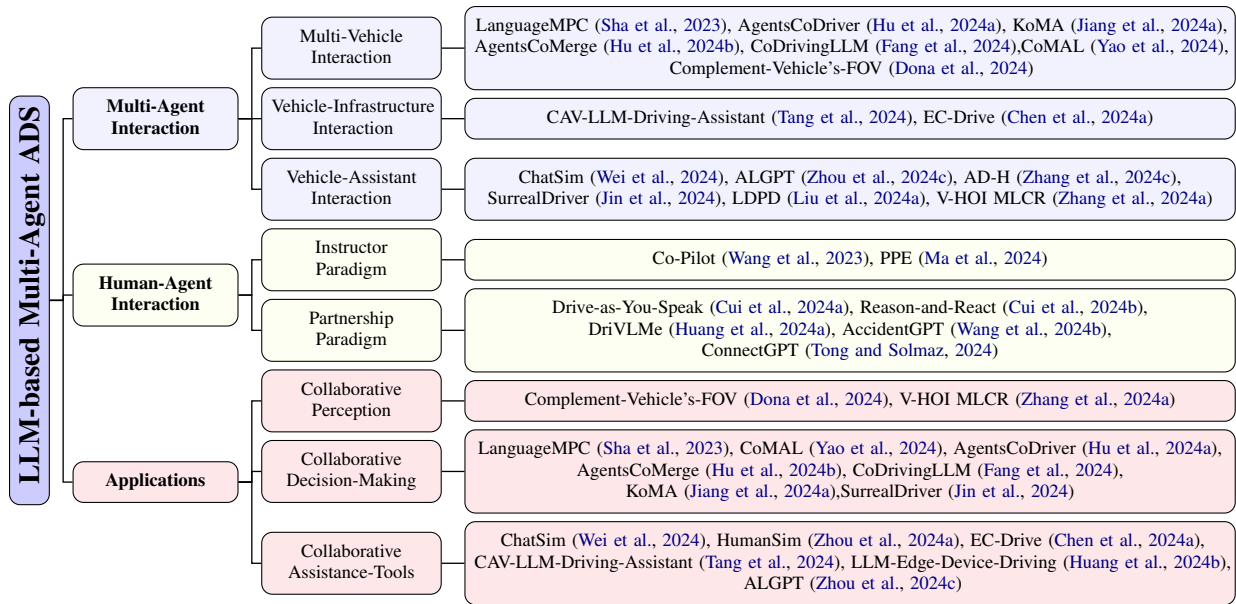 LLM-based Multi-Agent ADS
Multi-Agent
Interaction
Multi-Vehicle
Interaction
LanguageMPC (Sha et al., 2023), AgentsCoDriver (Hu et al., 2024a), KoMA (Jiang et al., 2024a),
AgentsCoMerge (Hu et al., 2024b), CoDrivingLLM (Fang et al., 2024),CoMAL (Yao et al., 2024),
Complement-Vehicle's-FOV (Dona et al., 2024)
Vehicle-Infrastructure
Interaction
CAV-LLM-Driving-Assistant (Tang et al., 2024), EC-Drive (Chen et al., 2024a)
Vehicle-Assistant
Interaction
ChatSim (Wei et al., 2024), ALGPT (Zhou et al., 2024c), AD-H (Zhang et al., 2024c),
SurrealDriver (Jin et al., 2024), LDPD (Liu et al., 2024a), V-HOI MLCR (Zhang et al., 2024a)
Human-Agent
Interaction
Instructor
Paradigm
Co-Pilot (Wang et al., 2023), PPE (Ma et al., 2024)
Partnership
Paradigm
Drive-as-You-Speak (Cui et al., 2024a), Reason-and-React (Cui et al., 2024b),
DriVLMe (Huang et al., 2024a), AccidentGPT (Wang et al., 2024b),
ConnectGPT (Tong and Solmaz, 2024)
Applications
Collaborative
Perception
Complement-Vehicle's-FOV (Dona et al., 2024), V-HOI MLCR (Zhang et al., 2024a)
Collaborative
Decision-Making
LanguageMPC (Sha et al., 2023), CoMAL (Yao et al., 2024), AgentsCoDriver (Hu et al., 2024a),
AgentsCoMerge (Hu et al., 2024b), CoDrivingLLM (Fang et al., 2024),
KoMA (Jiang et al., 2024a),SurrealDriver (Jin et al., 2024)
Collaborative
Assistance-Tools
ChatSim (Wei et al., 2024), HumanSim (Zhou et al., 2024a), EC-Drive (Chen et al., 2024a),
CAV-LLM-Driving-Assistant (Tang et al., 2024), LLM-Edge-Device-Driving (Huang et al., 2024b),
ALGPT (Zhou et al., 2024c)